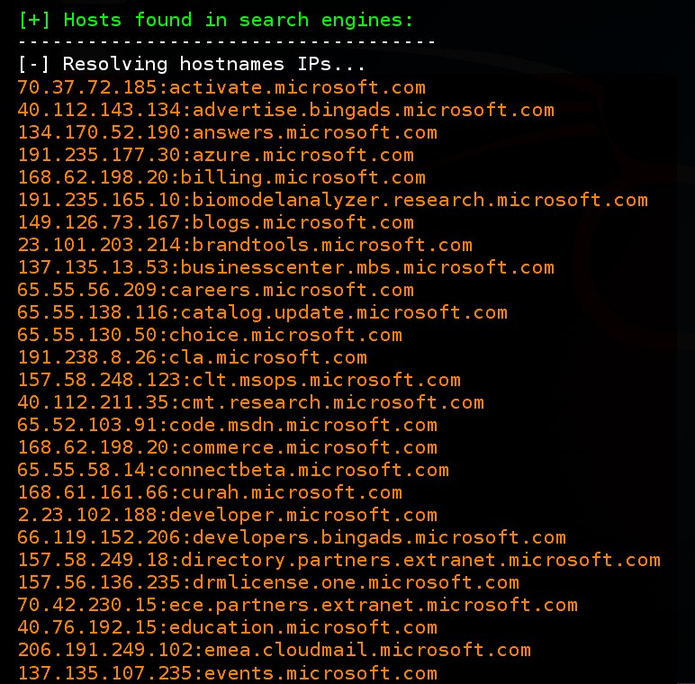 [+] Hosts found in search engines:
------------------------------------
[-] Resolving hostnames IPs...
70.37.72.185:activate.microsoft.com
40.112.143.134:advertise.bingads.microsoft.com
134.170.52.190:answers.microsoft.com
191.235.177.30:azure.microsoft.com
168.62.198.20:billing.microsoft.com
191.235.165.10:biomodelanalyzer.research.microsoft.com
149.126.73.167:blogs.microsoft.com
23.101.203.214:brandtools.microsoft.com
137.135.13.53:businesscenter.mbs.microsoft.com
65.55.56.209:careers.microsoft.com
65.55.138.116:catalog.update.microsoft.com
65.55.130.50:choice.microsoft.com
191.238.8.26:cla.microsoft.com
157.58.248.123:clt.msops.microsoft.com
40.112.211.35:cmt.research.microsoft.com
65.52.103.91:code.msdn.microsoft.com
168.62.198.20:commerce.microsoft.com
65.55.58.14:connectbeta.microsoft.com
168.61.161.66:curah.microsoft.com
2.23.102.188:developer.microsoft.com
66.119.152.206:developers.bingads.microsoft.com
157.58.249.18:directory.partners.extranet.microsoft.com
157.56.136.235:drmlicense.one.microsoft.com
70.42.230.15:ece.partners.extranet.microsoft.com
40.76.192.15:education.microsoft.com
206.191.249.102:emea.cloudmail.microsoft.com
137.135.107.235:events.microsoft.com